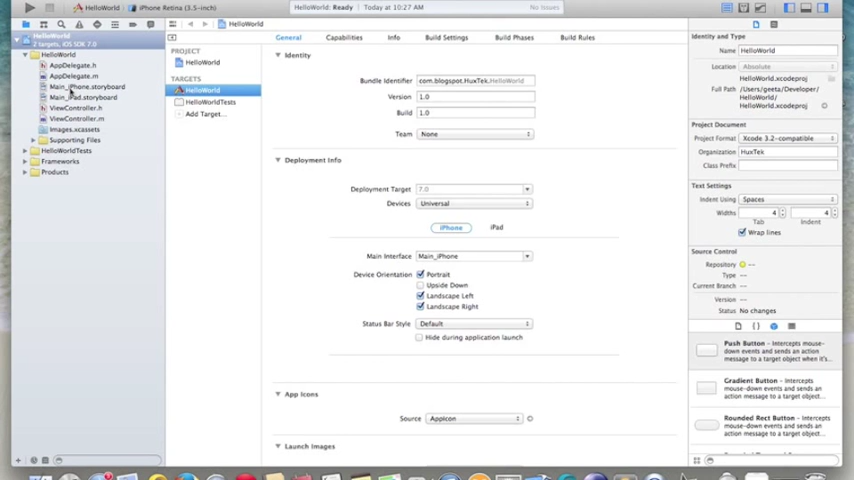 HelloWorld
iPhone Retina (3.5-inch)
HelloWorld: Ready
Today at 10:27 AM
No Issues
HelloWorld
2 targets, iOS SDK 7.0
HelloWorld
AppDelegate.h
AppDelegate.m
Main_iPhone.storyboard
Main_iPad.storyboard
ViewController.h
ViewController.m
Images.xcassets
Supporting Files
HelloWorldTests
Frameworks
Products
HelloWorld
PROJECT
HelloWorld
TARGETS
HelloWorld
HelloWorldTests
Add Target...
General
Capabilities
Info
Build Settings
Build Phases
Build Rules
Identity
Bundle Identifier com.blogspot.HuxTek.HelloWorld
Version 1.0
Build 1.0
Team None
Deployment Info
Deployment Target 7.0
Devices Universal
iPhone iPad
Main Interface Main_iPhone
Device Orientation Portrait
Upside Down
Landscape Left
Landscape Right
Status Bar Style Default
Hide during application launch
App Icons
Source AppIcon
Launch Images
Identity and Type
Name HelloWorld
Location Absolute
HelloWorld.xcodeproj
Full Path /Users/geeta/Developer/
HelloWorld/
HelloWorld.xcodeproj
Project Document
Project Format Xcode 3.2-compatible
Organization HuxTek
Class Prefix
Text Settings
Indent Using Spaces
Widths 4 4
Tab Indent
Wrap lines
Source Control
Repository --
Type --
Current Branch --
Version --
Status No changes
Push Button - Intercepts mouse-
down events and sends an action
message to a target object when it's...
Gradient Button - Intercepts
mouse-down events and sends an
action message to a target object...
Rounded Rect Button - Intercepts
mouse-down events and sends an
action message to a target object...